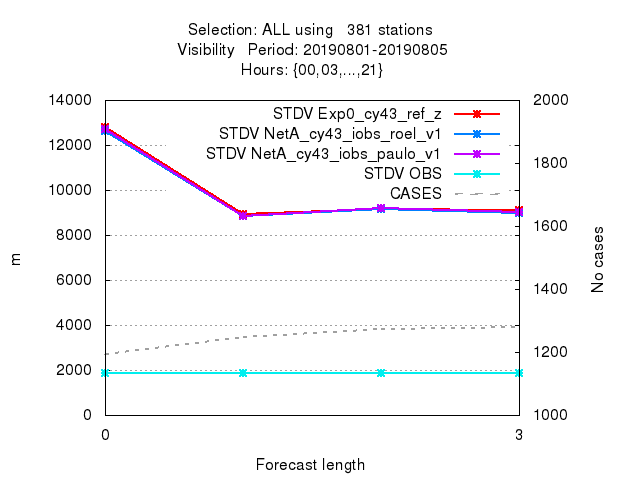 Selection: ALL using 381 stations
Visibility Period: 20190801-20190805
Hours: {00,03,...,21}
STDV Exp0_cy43_ref_z
STDV NetA_cy43_iobs_roel_v1
STDV NetA_cy43_iobs_paulo_v1
STDV OBS
CASES
14000
12000
10000
8000
6000
4000
2000
0
m
2000
1800
1600
1400
1200
1000
No cases
0
3
Forecast length